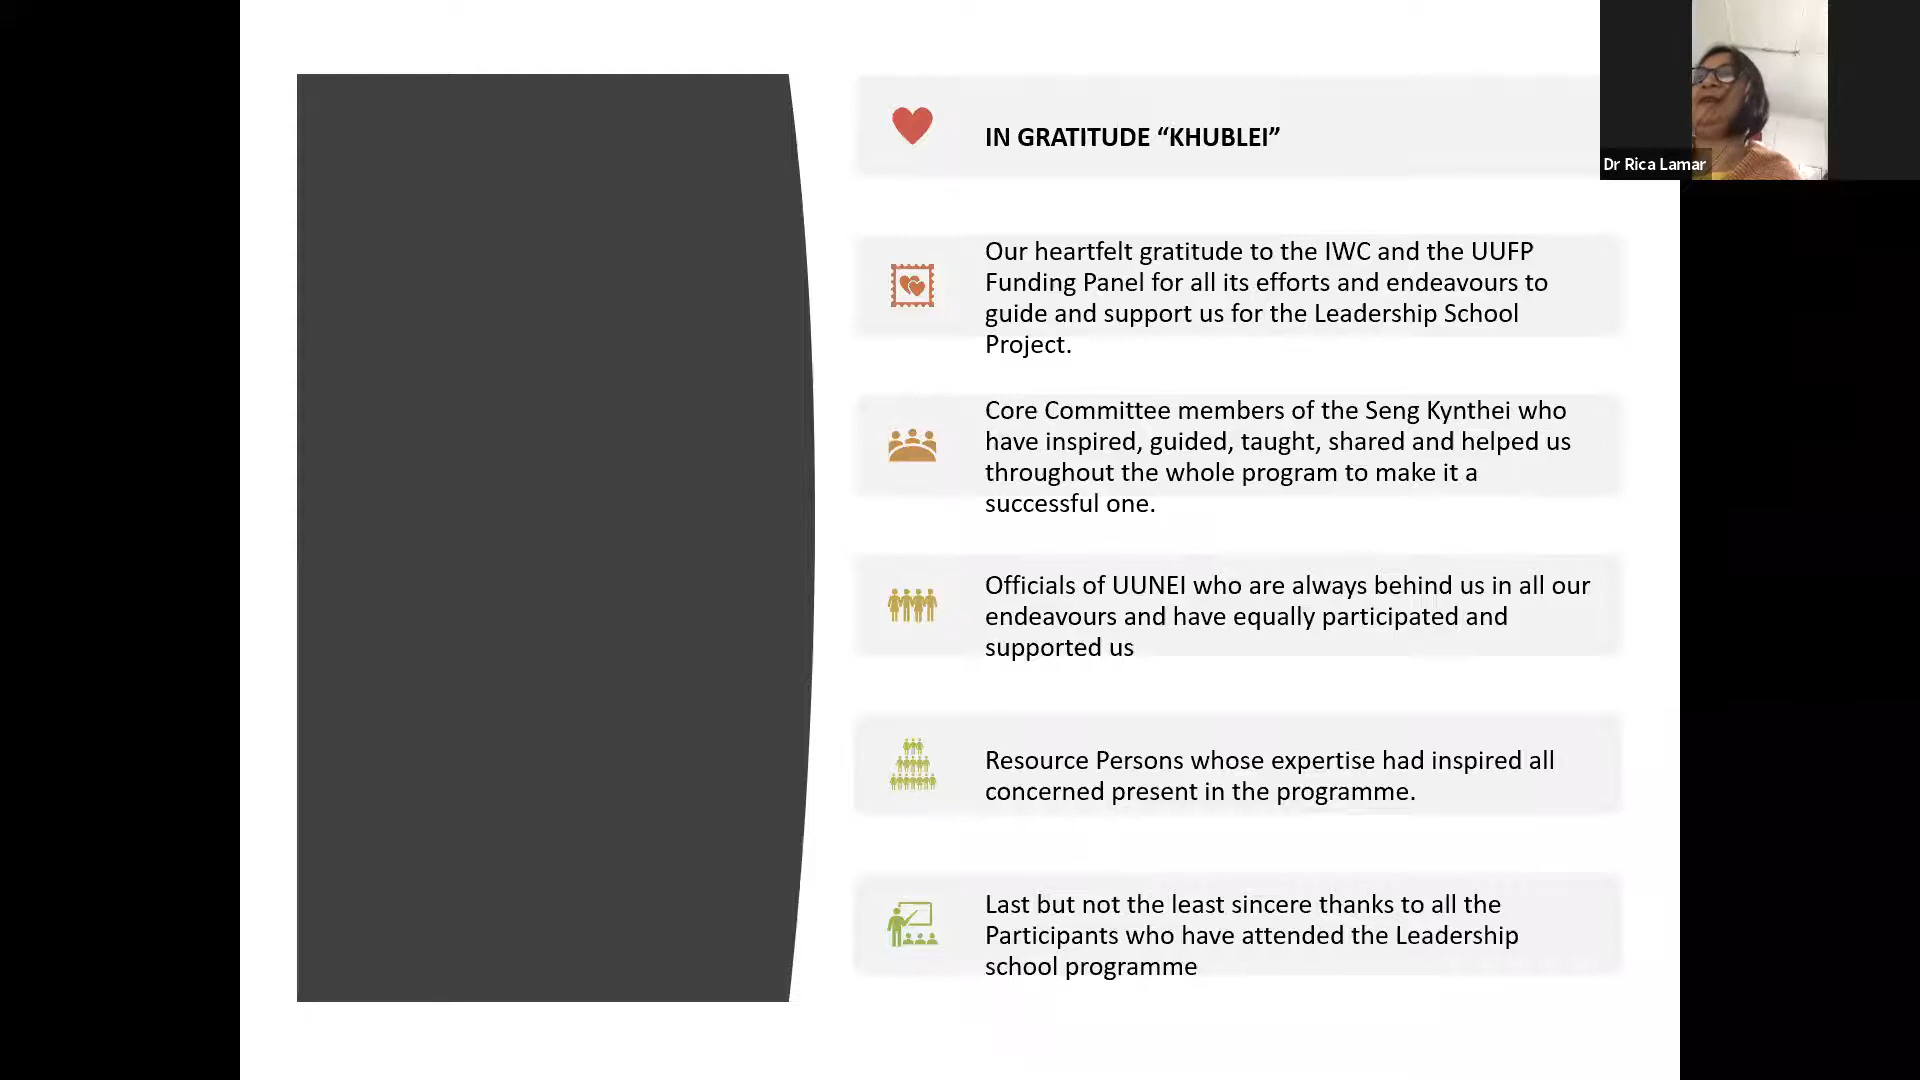 IN GRATITUDE “KHUBLEI”
Dr Rica Lamar
Our heartfelt gratitude to the IWC and the UUFP
Funding Panel for all its efforts and endeavours to
guide and support us for the Leadership School
Project.
Core Committee members of the Seng Kynthei who
have inspired, guided, taught, shared and helped us
throughout the whole program to make it a
successful one.
Officials of UUNEI who are always behind us in all our
endeavours and have equally participated and
supported us
Resource Persons whose expertise had inspired all
concerned present in the programme.
Last but not the least sincere thanks to all the
Participants who have attended the Leadership
school programme